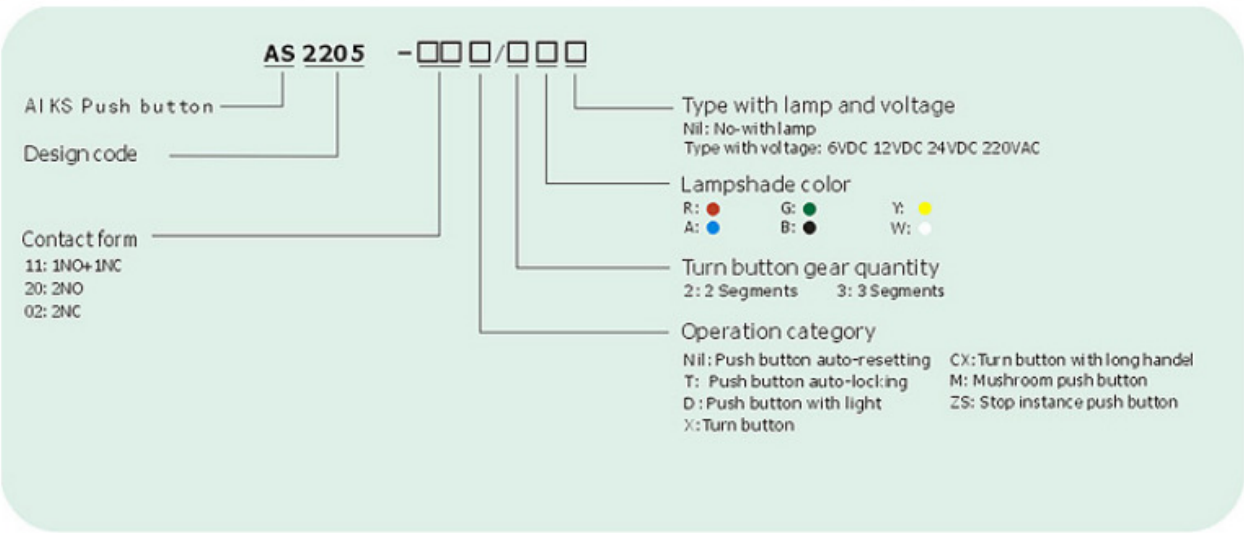 AS 2205 -□□ □/□ □ □
AIKS Push button
Design code
Contact form
11: 1NO+1NC
20: 2NO
02: 2NC
Type with lamp and voltage
Nil: No-with lamp
Type with voltage: 6VDC 12VDC 24VDC 220VAC
Lampshade color
R: G: Y:
A: B: W:
Turn button gear quantity
2: 2 Segments 3: 3 Segments
Operation category
Nil: Push button auto-resetting CX: Turn button with long handel
T: Push button auto-locking M: Mushroom push button
D: Push button with light ZS: Stop instance push button
X: Turn button